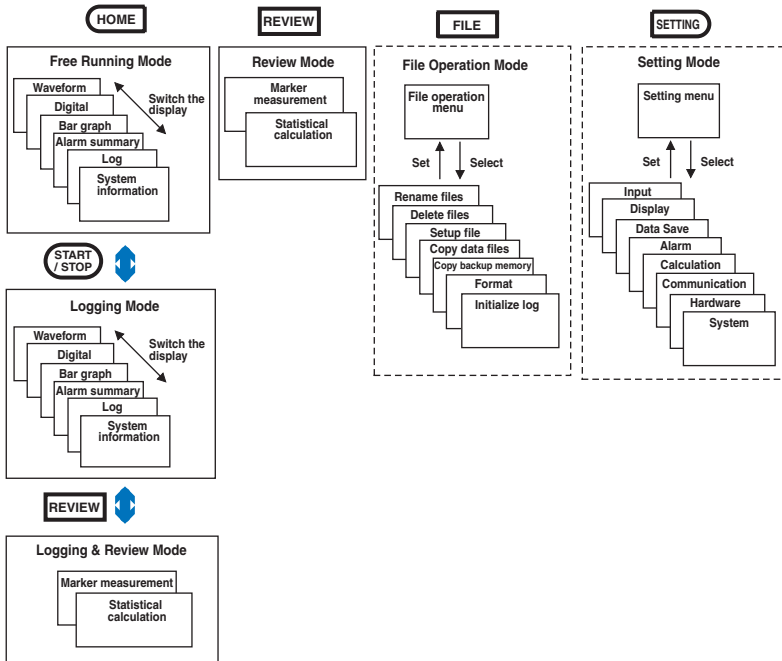 HOME
Free Running Mode
Waveform
Digital
Bar graph
Alarm summary
Log
System
information
Switch the
display
START
/ STOP
Logging Mode
Waveform
Digital
Bar graph
Alarm summary
Log
System
information
Switch the
display
REVIEW
Logging & Review Mode
Marker measurement
Statistical
calculation
REVIEW
Review Mode
Marker
measurement
Statistical
calculation
FILE
File Operation Mode
File operation
menu
Set
Select
Rename files
Delete files
Setup file
Copy data files
Copy backup memory
Format
Initialize log
SETTING
Setting Mode
Setting menu
Set
Select
Input
Display
Data Save
Alarm
Calculation
Communication
Hardware
System